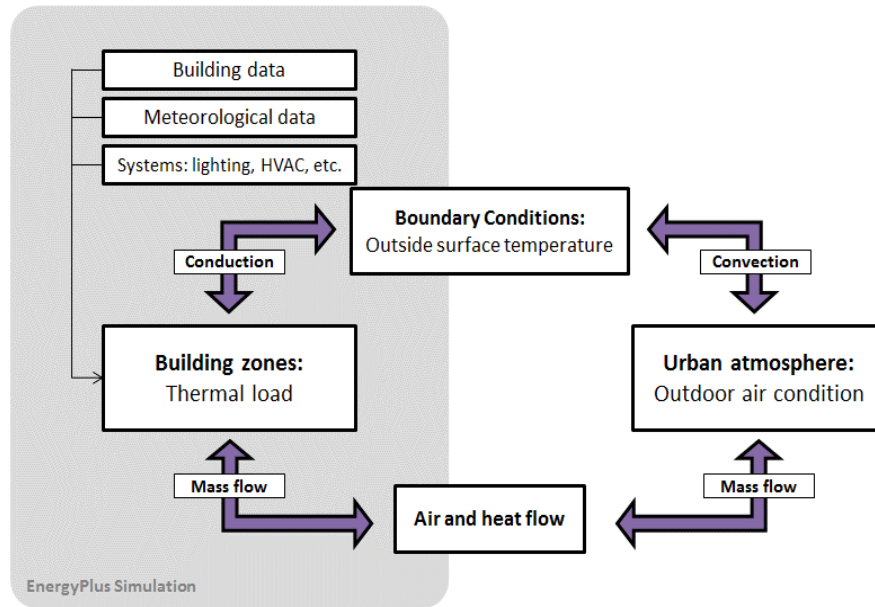 Building data
Meteorological data
Systems: lighting, HVAC, etc.
Boundary Conditions:
Outside surface temperature
Conduction
Convection
Building zones:
Thermal load
Urban atmosphere:
Outdoor air condition
Mass flow
Mass flow
Air and heat flow
EnergyPlus Simulation